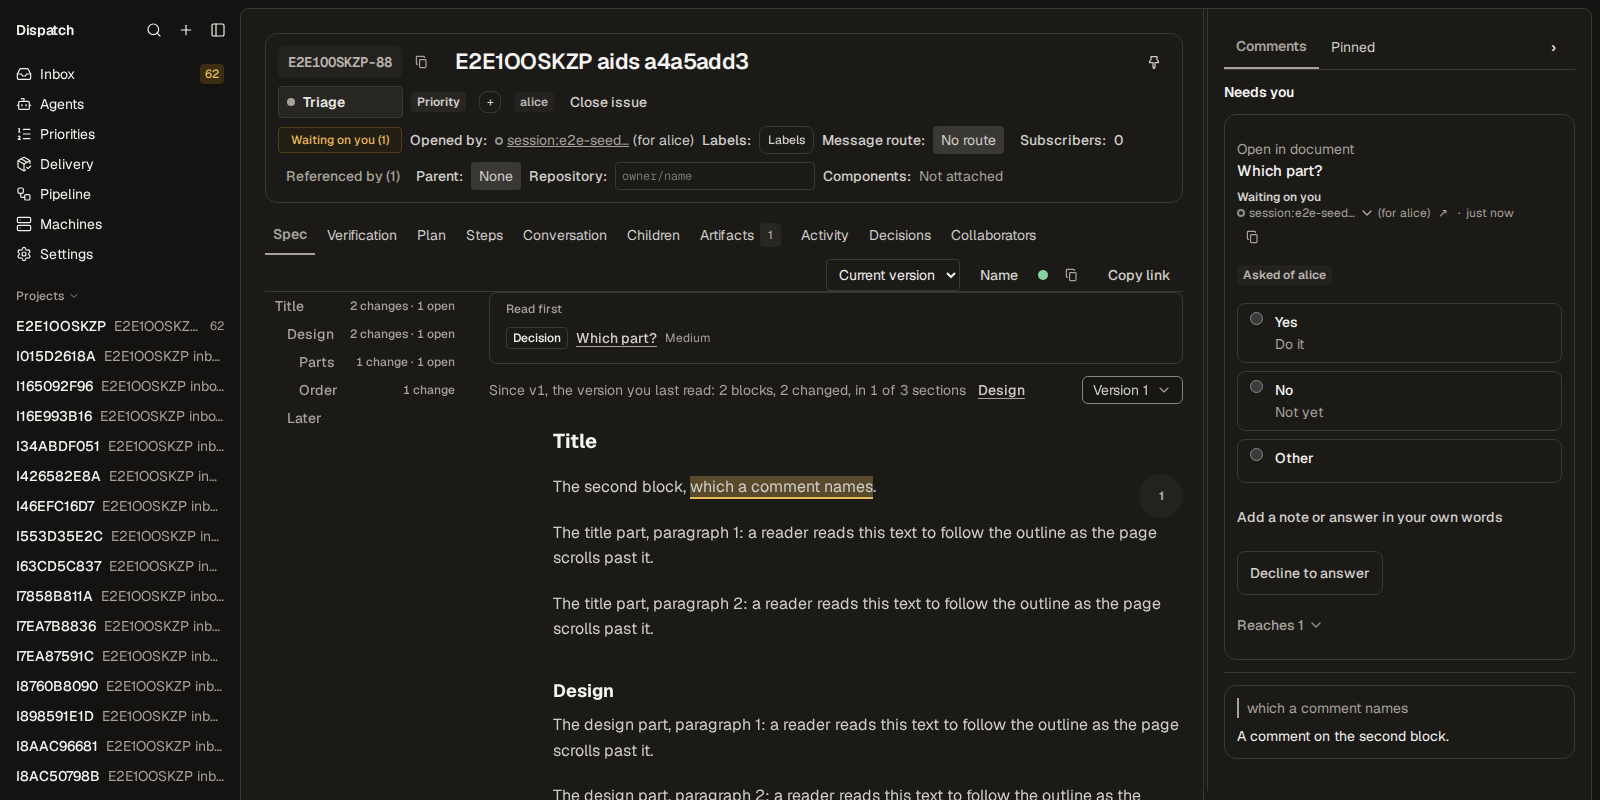 Dispatch
Inbox 62
Agents
Priorities
Delivery
Pipeline
Machines
Settings
Projects
E2E1OOSKZP E2E1OOSKZ… 62
I015D2618A E2E1OOSKZP inb…
I165092F96 E2E1OOSKZP inbo…
I16E993B16 E2E1OOSKZP inbo…
I34ABDF051 E2E1OOSKZP inb…
I426582E8A E2E1OOSKZP in…
I46EFC16D7 E2E1OOSKZP inb…
I553D35E2C E2E1OOSKZP in…
I63CD5C837 E2E1OOSKZP in…
I7858B811A E2E1OOSKZP inbo…
I7EA7B8836 E2E1OOSKZP inb…
I7EA87591C E2E1OOSKZP inb…
I8760B8090 E2E1OOSKZP in…
I898591E1D E2E1OOSKZP inb…
I8AAC96681 E2E1OOSKZP inb…
I8AC50798B E2E1OOSKZP in…
E2E1OOSKZP-88 E2E1OOSKZP aids a4a5add3
Triage Priority + alice Close issue
Waiting on you (1) Opened by: session:e2e-seed… (for alice) Labels: Labels Message route: No route Subscribers: 0
Referenced by (1) Parent: None Repository: owner/name Components: Not attached
Spec Verification Plan Steps Conversation Children Artifacts 1 Activity Decisions Collaborators
Current version Name Copy link
Title 2 changes · 1 open
Design 2 changes · 1 open
Parts 1 change · 1 open
Order 1 change
Later
Read first
Decision Which part? Medium
Since v1, the version you last read: 2 blocks, 2 changed, in 1 of 3 sections Design Version 1
Title
The second block, which a comment names.
1
The title part, paragraph 1: a reader reads this text to follow the outline as the page
scrolls past it.
The title part, paragraph 2: a reader reads this text to follow the outline as the page
scrolls past it.
Design
The design part, paragraph 1: a reader reads this text to follow the outline as the page
scrolls past it.
The design part, paragraph 2: a reader reads this text to follow the outline as the
Comments Pinned
Needs you
Open in document
Which part?
Waiting on you
session:e2e-seed… (for alice) ↗ · just now
Asked of alice
Yes
Do it
No
Not yet
Other
Add a note or answer in your own words
Decline to answer
Reaches 1
which a comment names
A comment on the second block.